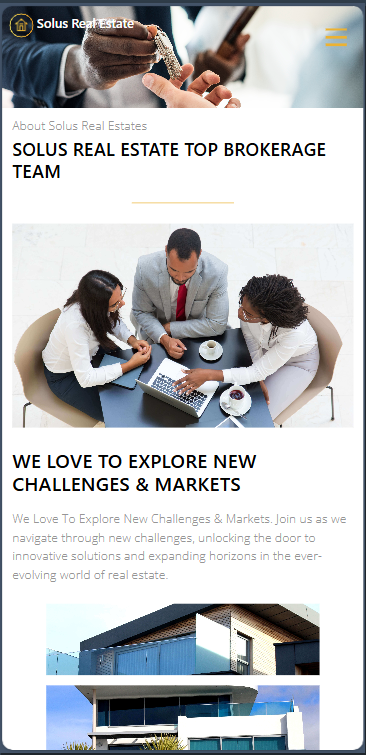 Solus Real Estate
About Solus Real Estates
SOLUS REAL ESTATE TOP BROKERAGE
TEAM
WE LOVE TO EXPLORE NEW
CHALLENGES & MARKETS
We Love To Explore New Challenges & Markets. Join us as we
navigate through new challenges, unlocking the door to
innovative solutions and expanding horizons in the ever-
evolving world of real estate.